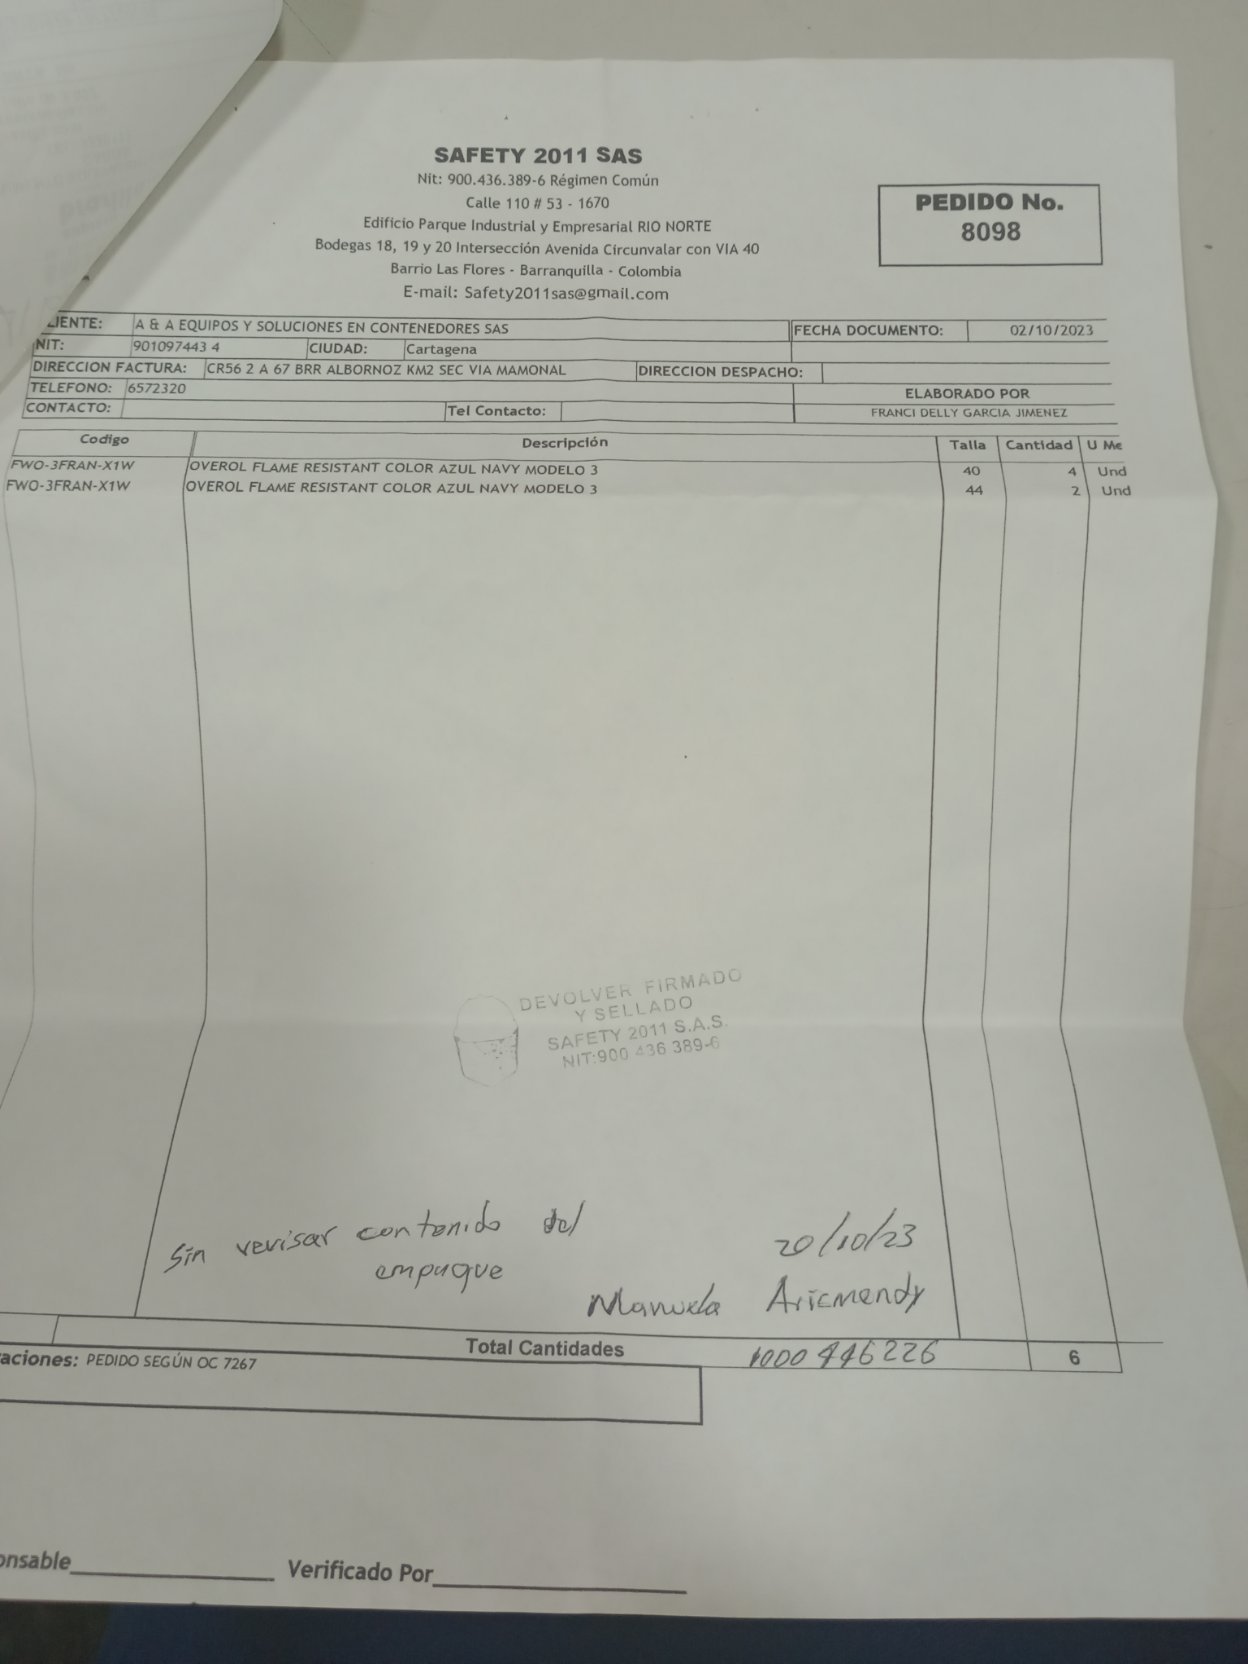 SAFETY 2011 SAS
Nit: 900.436.389-6 Régimen Común
Calle 110 # 53 - 1670
Edificio Parque Industrial y Empresarial RIO NORTE
Bodegas 18, 19 y 20 Intersección Avenida Circunvalar con VIA 40
Barrio Las Flores - Barranquilla - Colombia
E-mail: Safety2011sas@gmail.com
PEDIDO No.
8098
IENTE: A & A EQUIPOS Y SOLUCIONES EN CONTENEDORES SAS FECHA DOCUMENTO: 02/10/2023
NIT: 901097443 4 CIUDAD: Cartagena
DIRECCION FACTURA: CR56 2 A 67 BRR ALBORNOZ KM2 SEC VIA MAMONAL DIRECCION DESPACHO:
TELEFONO: 6572320 ELABORADO POR
CONTACTO: Tel Contacto: FRANCI DELLY GARCIA JIMENEZ
Codigo Descripción Talla Cantidad U Me
FWO-3FRAN-X1W OVEROL FLAME RESISTANT COLOR AZUL NAVY MODELO 3 40 4 Und
FWO-3FRAN-X1W OVEROL FLAME RESISTANT COLOR AZUL NAVY MODELO 3 44 2 Und
DEVOLVER FIRMADO
Y SELLADO
SAFETY 2011 S.A.S.
NIT:900 436 389-6
Sin revisar contenido del 20/10/23
empaque
Manuela Aricmendy
Total Cantidades 1000446226 6
aciones: PEDIDO SEGÚN OC 7267
onsable Verificado Por